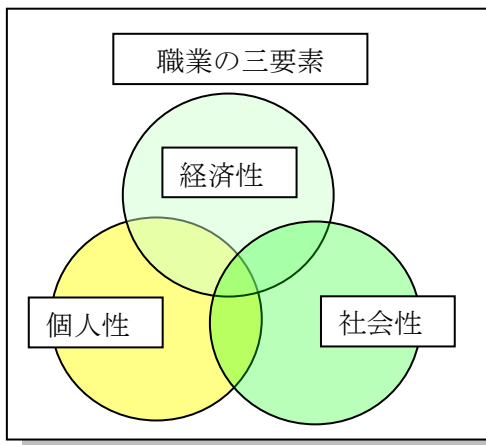 職業の三要素
経済性
個人性
社会性